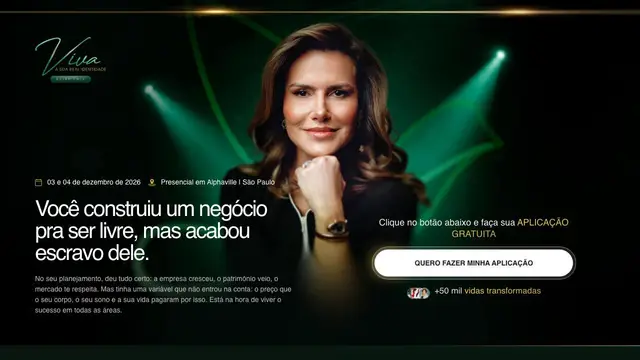 Viva
A SUA REAL IDENTIDADE
03 e 04 de dezembro de 2026
Presencial em Alphaville | São Paulo
Você construiu um negócio
pra ser livre, mas acabou
escravo dele.
No seu planejamento, deu tudo certo: a empresa cresceu, o patrimônio veio, o
mercado te respeita. Mas tinha uma variável que não entrou na conta: o preço que
o seu corpo, o seu sono e a sua vida pagaram por isso. Está na hora de viver o
sucesso em todas as áreas.
Clique no botão abaixo e faça sua APLICAÇÃO
GRATUITA
QUERO FAZER MINHA APLICAÇÃO
+50 mil vidas transformadas